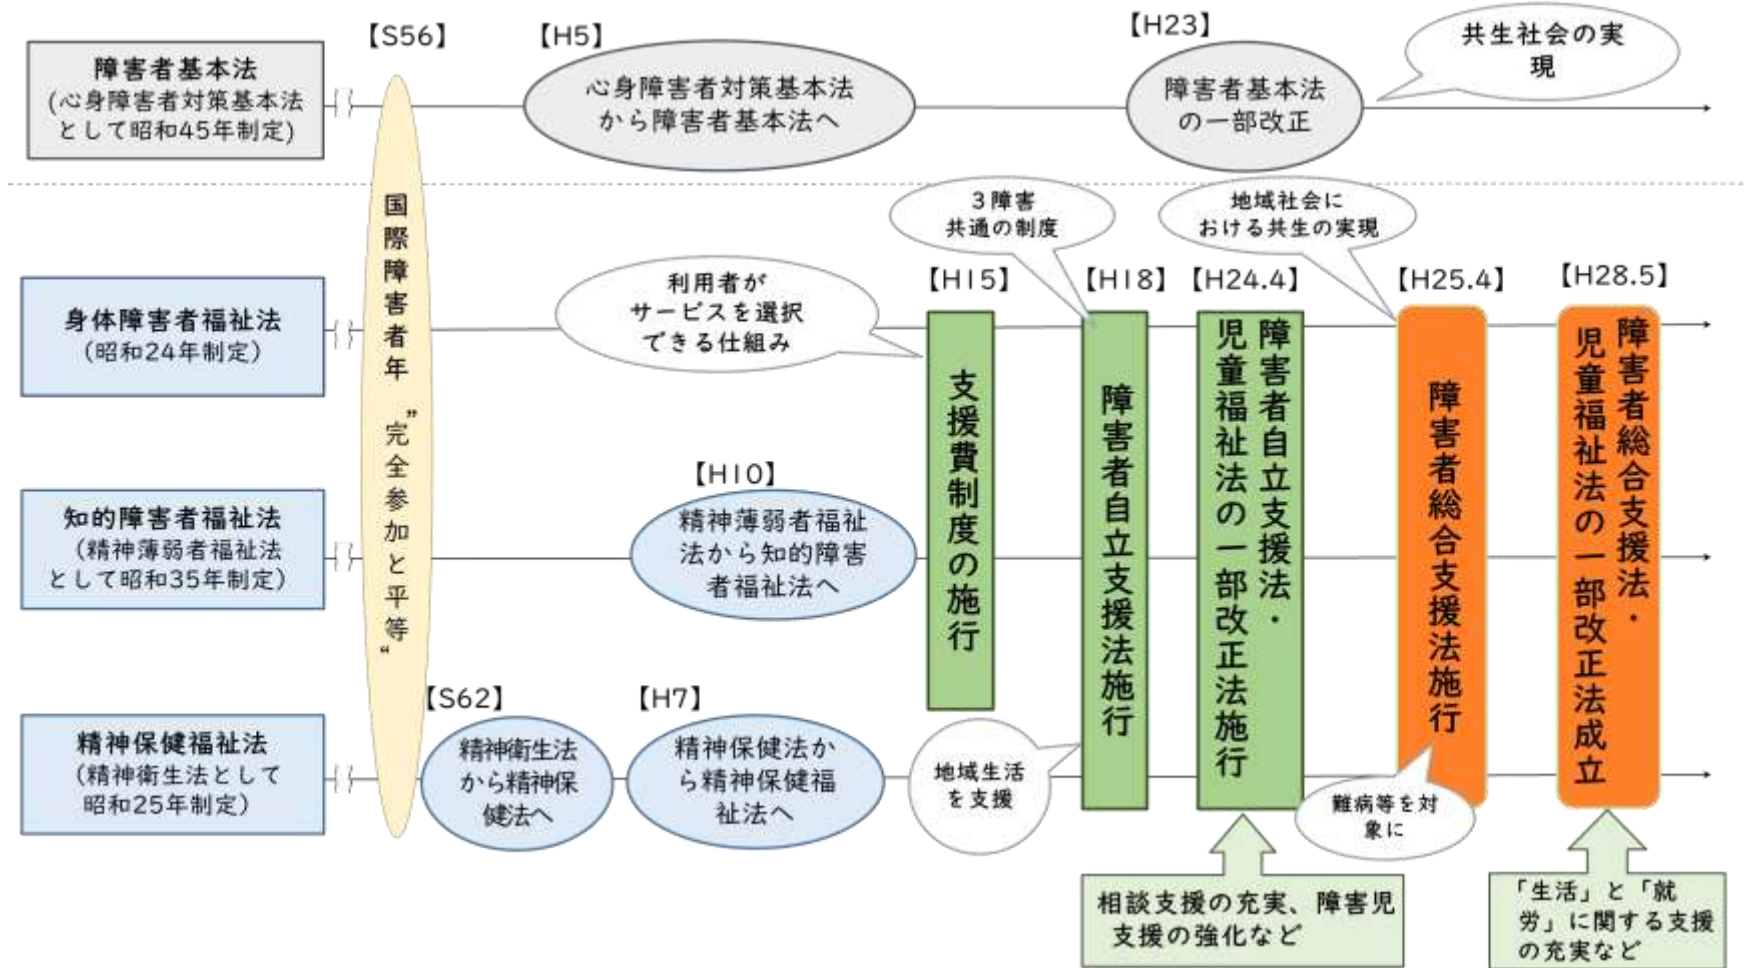 【S56】
【H5】
【H23】
共生社会の実
現
障害者基本法
(心身障害者対策基本法
として昭和45年制定)
心身障害者対策基本法
から障害者基本法へ
障害者基本法
の一部改正
国際障害者年 ”完全参加と平等“
3障害
共通の制度
地域社会に
おける共生の実現
利用者が
サービスを選択
できる仕組み
【H15】
【H18】
【H24.4】
【H25.4】
【H28.5】
身体障害者福祉法
(昭和24年制定)
支援費制度の施行
障害者自立支援法施行
障害者自立支援法・
児童福祉法の一部改正法施行
障害者総合支援法施行
障害者総合支援法・
児童福祉法の一部改正法成立
【H10】
知的障害者福祉法
(精神薄弱者福祉法
として昭和35年制定)
精神薄弱者福祉
法から知的障害
者福祉法へ
【S62】
【H7】
精神保健福祉法
(精神衛生法として
昭和25年制定)
精神衛生法
から精神保
健法へ
精神保健法か
ら精神保健福
祉法へ
地域生活
を支援
難病等を対
象に
相談支援の充実、障害児
支援の強化など
「生活」と「就
労」に関する支援
の充実など